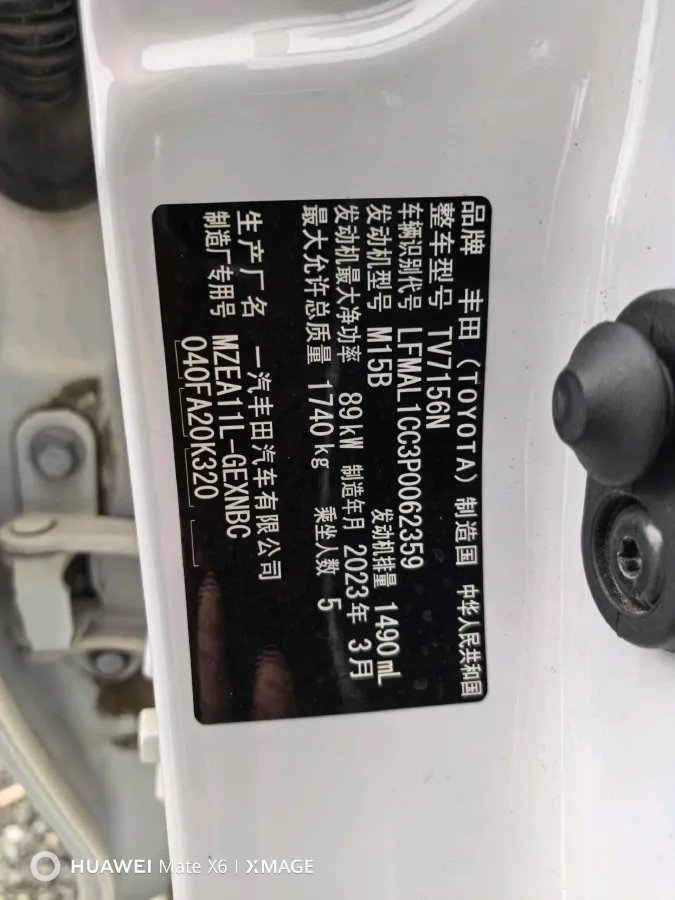 品牌 丰田(TOYOTA) 制造国 中华人民共和国
整车型号 TV7156N
车辆识别代号 LFMAL1CC3P0062359
发动机型号 M15B 发动机排量 1490mL
发动机最大净功率 89kW 制造年月 2023年 3月
最大允许总质量 1740kg 乘坐人数 5
生产厂名 一汽丰田汽车有限公司
制造厂专用号 MZEA11L-GEXNBC
040FA20K320
HUAWEI Mate X6 | XMAGE